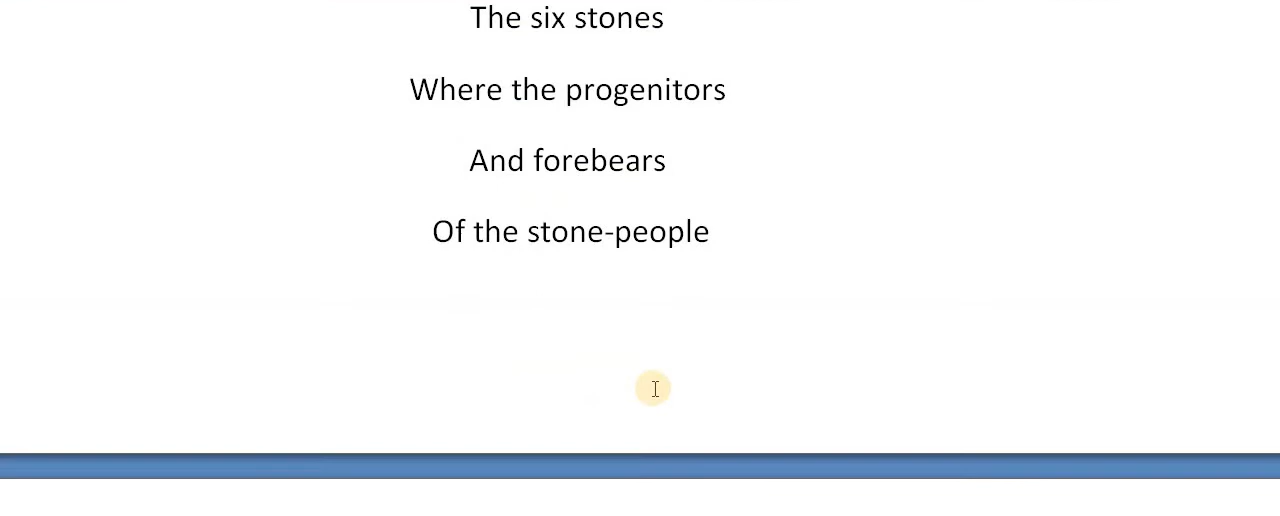 The six stones
Where the progenitors
And forebears
Of the stone-people